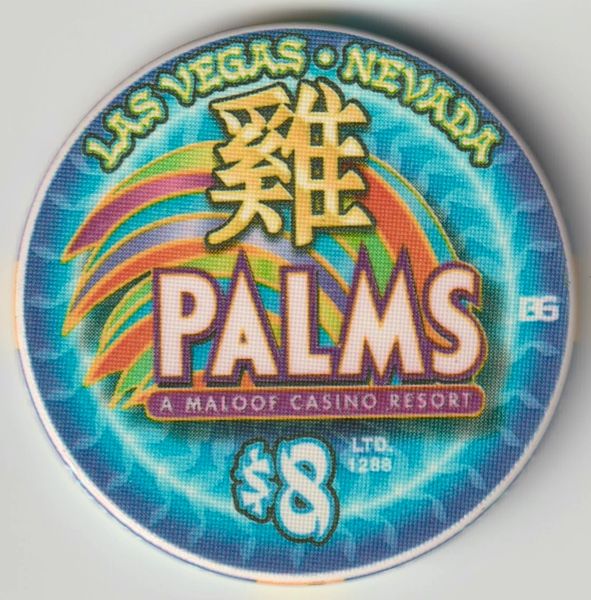 LAS VEGAS • NEVADA
雞
PALMS
A MALOOF CASINO RESORT
BG
$8
LTD.
1288